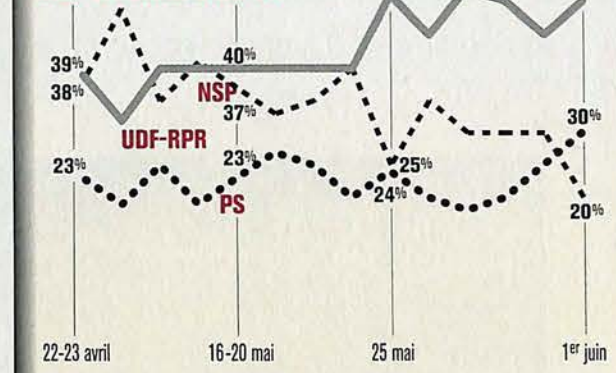 39%
38%
40%
NSP
37%
UDF-RPR
23%
23%
PS
25%
24%
30%
20%
22-23 avril
16-20 mai
25 mai
1er juin